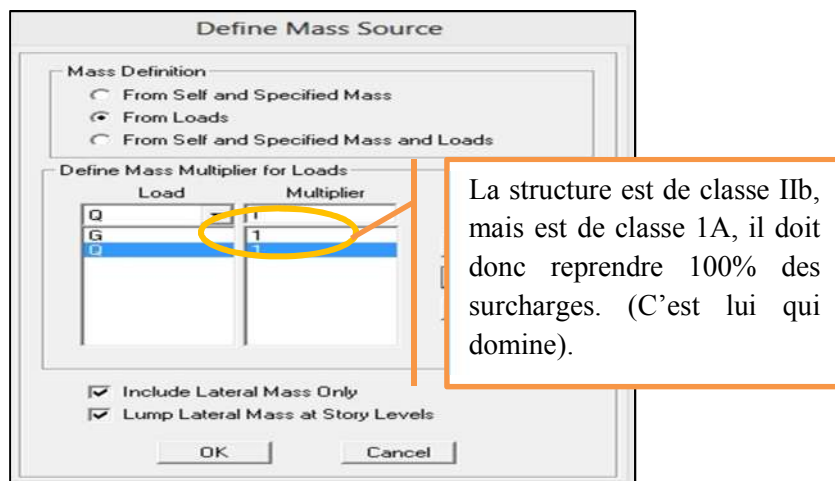 Define Mass Source
Mass Definition
From Self and Specified Mass
From Loads
From Self and Specified Mass and Loads
Define Mass Multiplier for Loads
Load Multiplier
Q 1
G 1
Q 1
Include Lateral Mass Only
Lump Lateral Mass at Story Levels
OK Cancel
La structure est de classe IIb,
mais est de classe 1A, il doit
donc reprendre 100% des
surcharges. (C’est lui qui
domine).